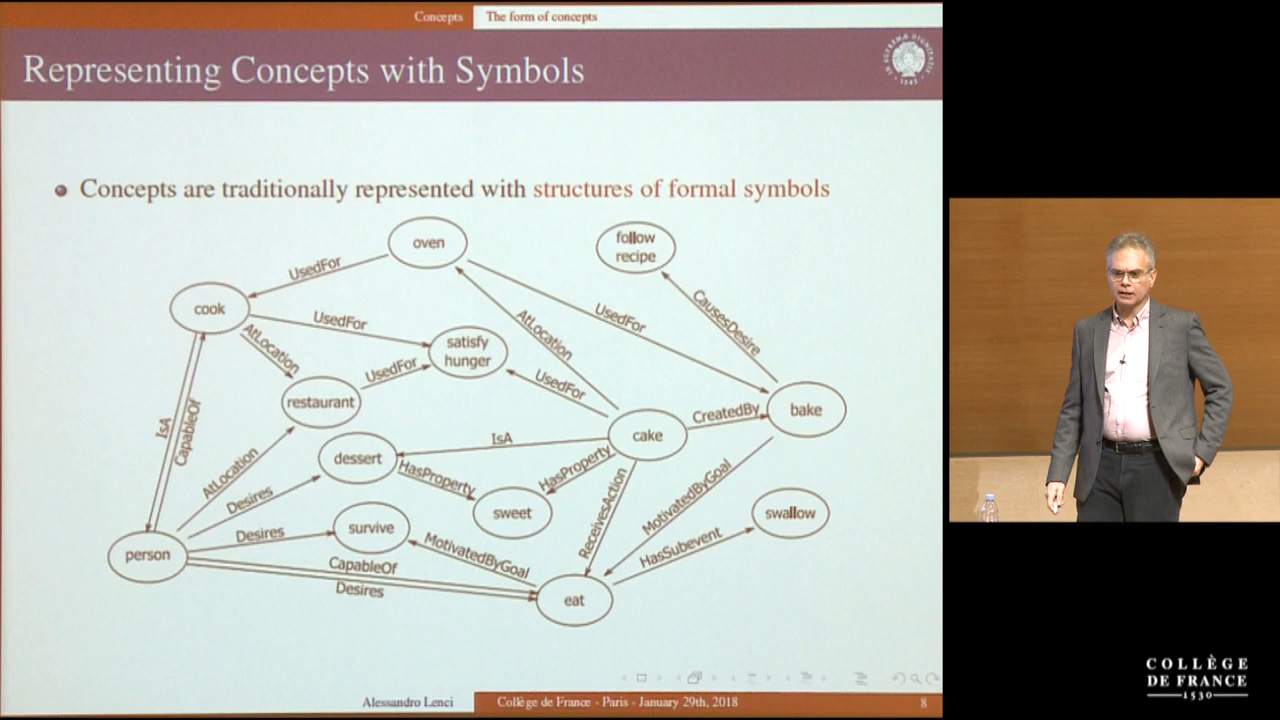 Concepts The form of concepts
Representing Concepts with Symbols
Concepts are traditionally represented with structures of formal symbols
oven
follow
recipe
UsedFor
cook
UsedFor
CausesDesire
UsedFor
AtLocation
AtLocation
satisfy
hunger
UsedFor
UsedFor
restaurant
IsA
CapableOf
CreatedBy
bake
cake
IsA
dessert
HasProperty
HasProperty
AtLocation
Desires
sweet
ReceivesAction
MotivatedByGoal
swallow
survive
Desires
MotivatedByGoal
HasSubevent
person
CapableOf
Desires
eat
Alessandro Lenci
Collège de France - Paris - January 29th, 2018
8
COLLÈGE
DE FRANCE
1530